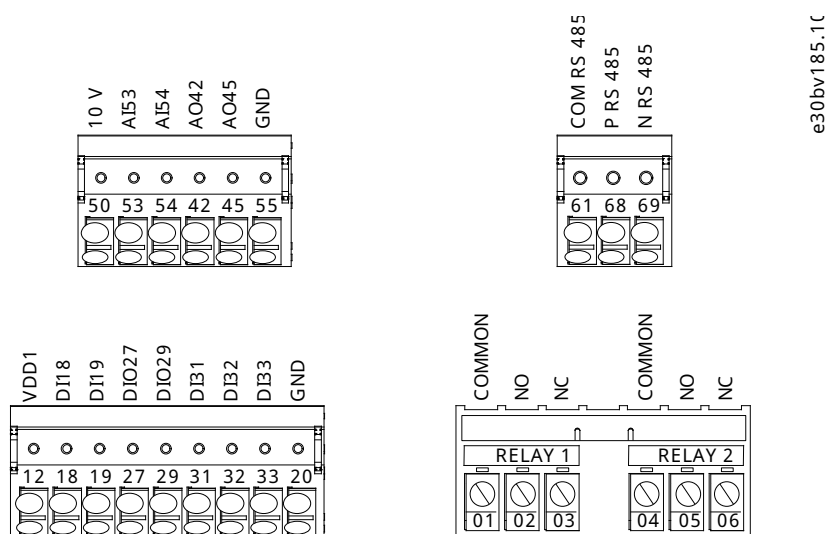 10 V
AI53
AI54
AO42
AO45
GND
50 53 54 42 45 55
COM RS 485
P RS 485
N RS 485
61 68 69
e30bv185.10
VDD1
DI18
DI19
DIO27
DIO29
DI31
DI32
DI33
GND
12 18 19 27 29 31 32 33 20
COMMON
NO
NC
COMMON
NO
NC
RELAY 1
RELAY 2
01 02 03
04 05 06